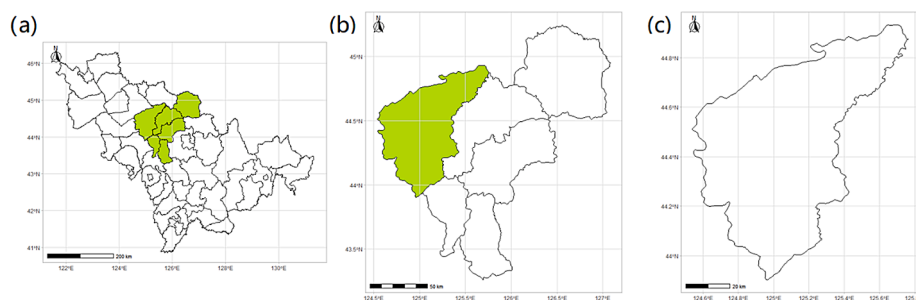 (a)
N
45°N
45°N
44°N
43°N
42°N
41°N
200 km
122°E
124°E
126°E
128°E
130°E
(b)
N
45°N
44.5°N
44°N
43.5°N
50 km
124.5°E
125°E
125.5°E
126°E
126.5°E
127°E
(c)
N
44.8°N
44.6°N
44.4°N
44.2°N
44°N
20 km
124.6°E
124.8°E
125°E
125.2°E
125.4°E
125.6°E